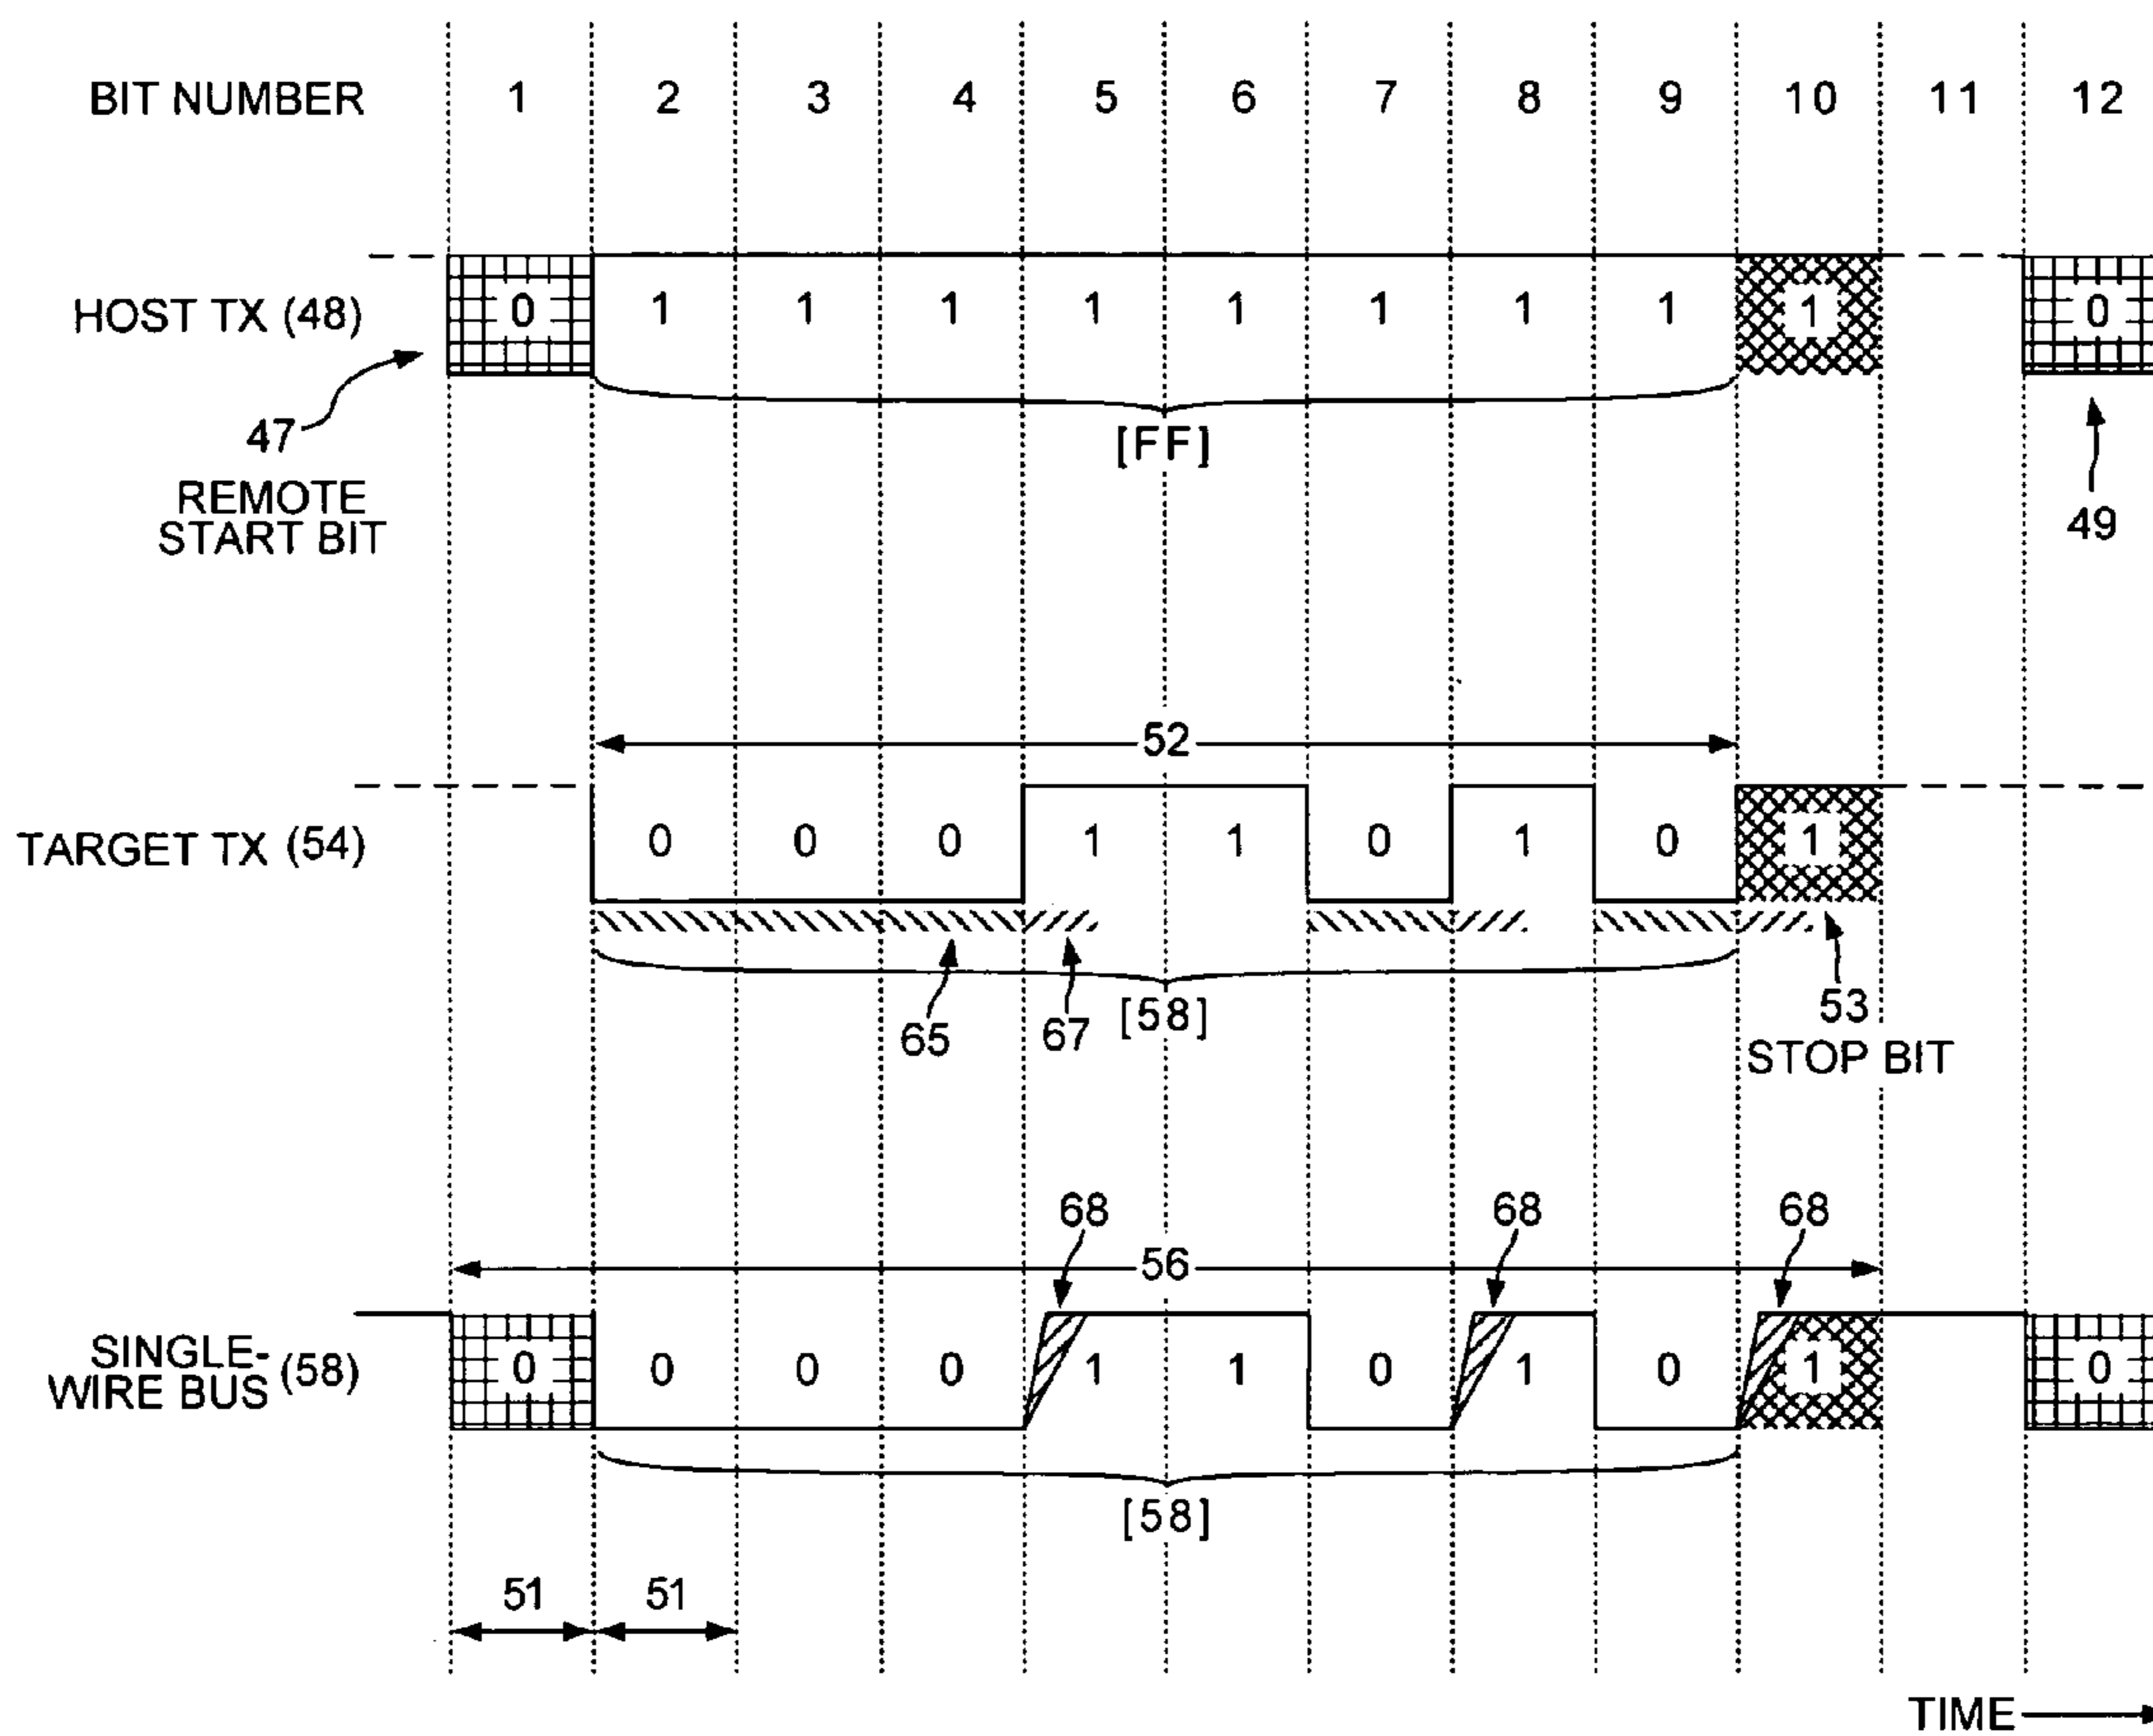 BIT NUMBER 1 2 3 4 5 6 7 8 9 10 11 12
HOST TX (48) 0 1 1 1 1 1 1 1 1 1 0
47
REMOTE
START BIT
[FF]
49
52
TARGET TX (54) 0 0 0 1 1 0 1 0 1
65 67 [58] 53
STOP BIT
68 68 68
56
SINGLE-
WIRE BUS (58) 0 0 0 0 1 1 0 1 0 1 0
[58]
51 51
TIME